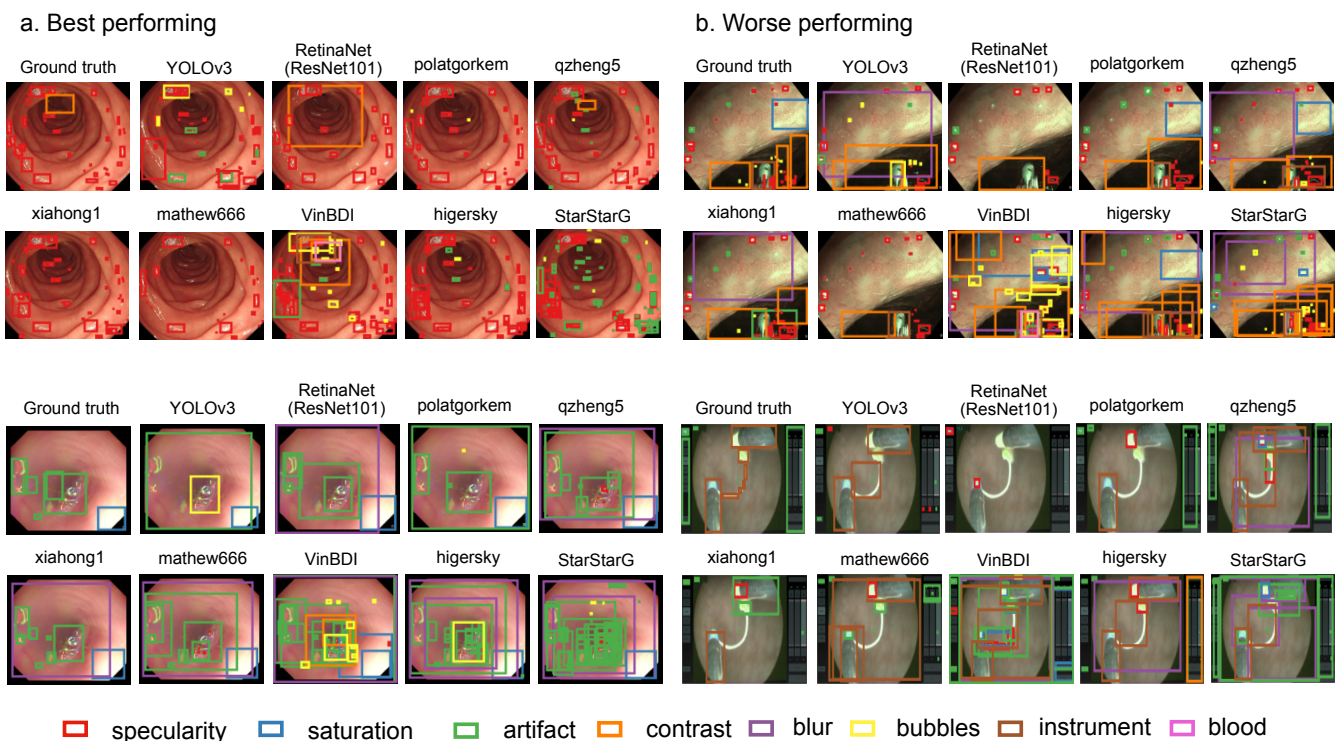 a. Best performing
b. Worse performing
RetinaNet
Ground truth YOLOv3 (ResNet101) polatgorkem qzheng5
RetinaNet
Ground truth YOLOv3 (ResNet101) polatgorkem qzheng5
xiahong1 mathew666 VinBDI higersky StarStarG
xiahong1 mathew666 VinBDI higersky StarStarG
RetinaNet
Ground truth YOLOv3 (ResNet101) polatgorkem qzheng5
RetinaNet
Ground truth YOLOv3 (ResNet101) polatgorkem qzheng5
xiahong1 mathew666 VinBDI higersky StarStarG
xiahong1 mathew666 VinBDI higersky StarStarG
specularity saturation artifact contrast blur bubbles instrument blood